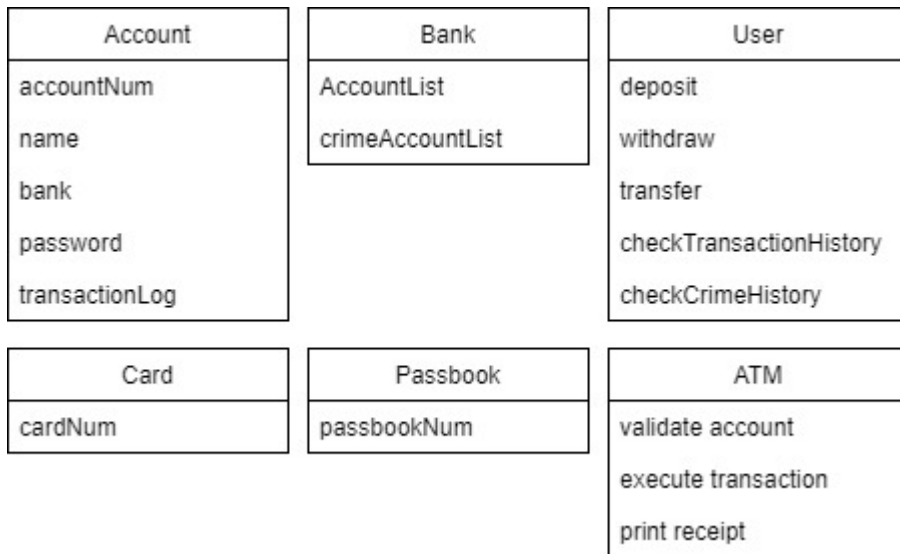 Account
accountNum
name
bank
password
transactionLog
Bank
AccountList
crimeAccountList
User
deposit
withdraw
transfer
checkTransactionHistory
checkCrimeHistory
Card
cardNum
Passbook
passbookNum
ATM
validate account
execute transaction
print receipt